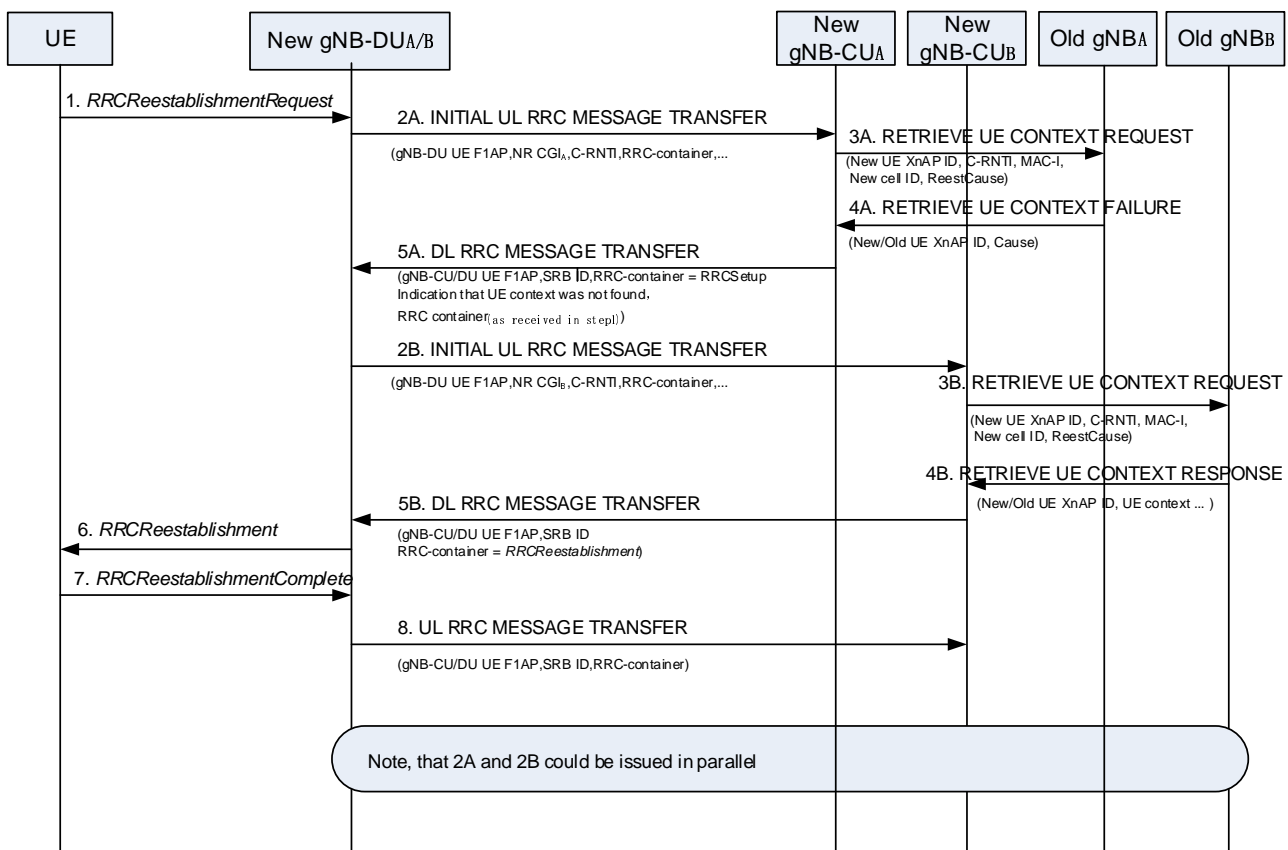 UE
New gNB-DUA/B
New
gNB-CUA
New
gNB-CUB
Old gNBA
Old gNBB
1. RRCReestablishmentRequest
2A. INITIAL UL RRC MESSAGE TRANSFER
(gNB-DU UE F1AP,NR CGIA,C-RNTI,RRC-container,...
3A. RETRIEVE UE CONTEXT REQUEST
(New UE XnAP ID, C-RNTI, MAC-I,
New cell ID, ReestCause)
4A. RETRIEVE UE CONTEXT FAILURE
(New/Old UE XnAP ID, Cause)
5A. DL RRC MESSAGE TRANSFER
(gNB-CU/DU UE F1AP,SRB ID,RRC-container = RRCSetup
Indication that UE context was not found,
RRC container(as received in step1))
2B. INITIAL UL RRC MESSAGE TRANSFER
(gNB-DU UE F1AP,NR CGIB,C-RNTI,RRC-container,...
3B. RETRIEVE UE CONTEXT REQUEST
(New UE XnAP ID, C-RNTI, MAC-I,
New cell ID, ReestCause)
4B. RETRIEVE UE CONTEXT RESPONSE
(New/Old UE XnAP ID, UE context ... )
5B. DL RRC MESSAGE TRANSFER
(gNB-CU/DU UE F1AP,SRB ID
RRC-container = RRCReestablishment)
6. RRCReestablishment
7. RRCReestablishmentComplete
8. UL RRC MESSAGE TRANSFER
(gNB-CU/DU UE F1AP,SRB ID,RRC-container)
Note, that 2A and 2B could be issued in parallel